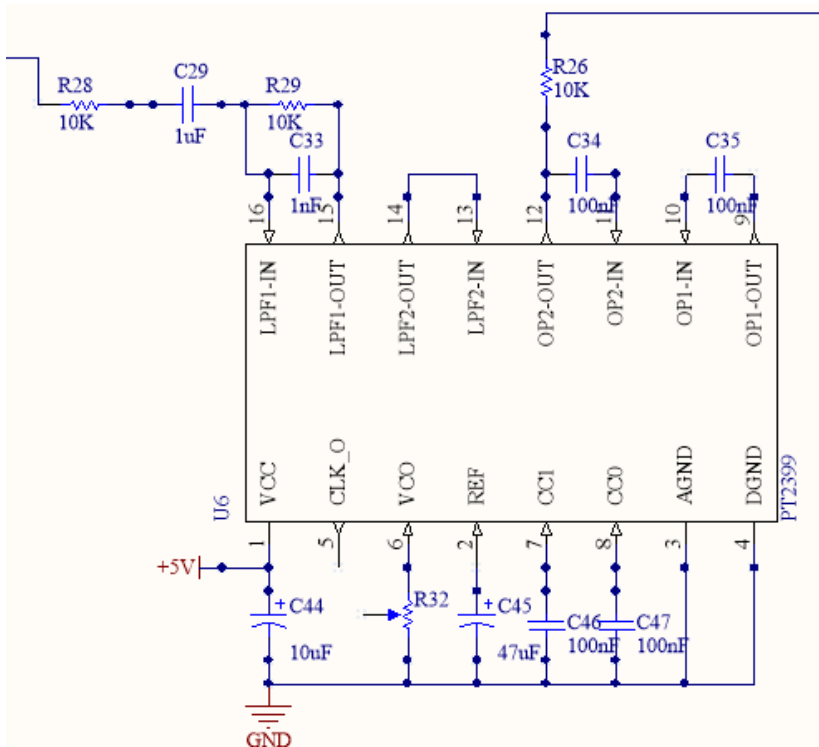 R28
10K
C29
1uF
R29
10K
C33
1nF
R26
10K
C34
100nF
C35
100nF
16
15
14
13
12
11
10
9
LPF1-IN
LPF1-OUT
LPF2-OUT
LPF2-IN
OP2-OUT
OP2-IN
OP1-IN
OP1-OUT
VCC
CLK_O
VCO
REF
CC1
CC0
AGND
DGND
U6
PT2399
1
5
6
2
7
8
3
4
+5V
+
C44
10uF
R32
+
C45
47uF
C46
100nF
C47
100nF
GND